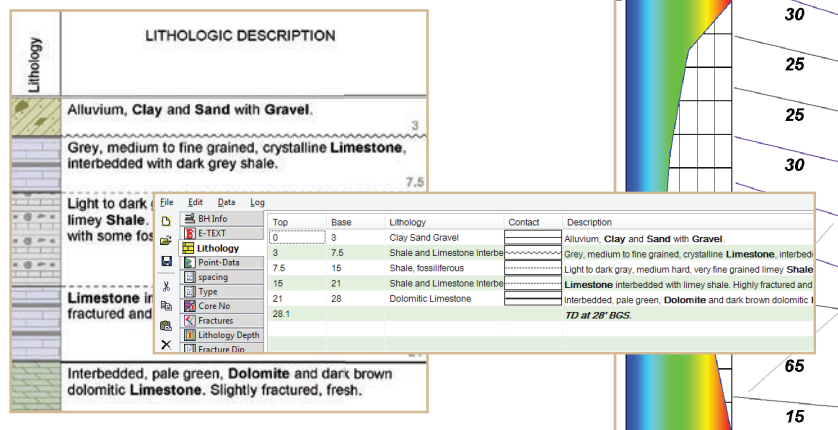 Lithology
LITHOLOGIC DESCRIPTION
Alluvium, Clay and Sand with Gravel.
3
Grey, medium to fine grained, crystalline Limestone,
interbedded with dark grey shale.
7.5
Light to dark
limey Shale.
with some fos
Limestone
fractured and
Interbedded, pale green, Dolomite and dark brown
dolomitic Limestone. Slightly fractured, fresh.
File Edit Data Log
BH Info
E-TEXT
Lithology
Point-Data
spacing
Type
Core No
Fractures
Lithology Depth
Fracture Dip
Top Base Lithology Contact Description
0 3 Clay Sand Gravel Alluvium, Clay and Sand with Gravel.
3 7.5 Shale and Limestone Interbe Grey, medium to fine grained, crystalline Limestone, interbed
7.5 15 Shale, fossiliferous Light to dark gray, medium hard, very fine grained limey Shale
15 21 Shale and Limestone Interbe Limestone interbedded with limey shale. Highly fractured and
21 28 Dolomitic Limestone Interbedded, pale green, Dolomite and dark brown dolomitic
28.1 TD at 28' BGS.
30
25
25
30
65
15